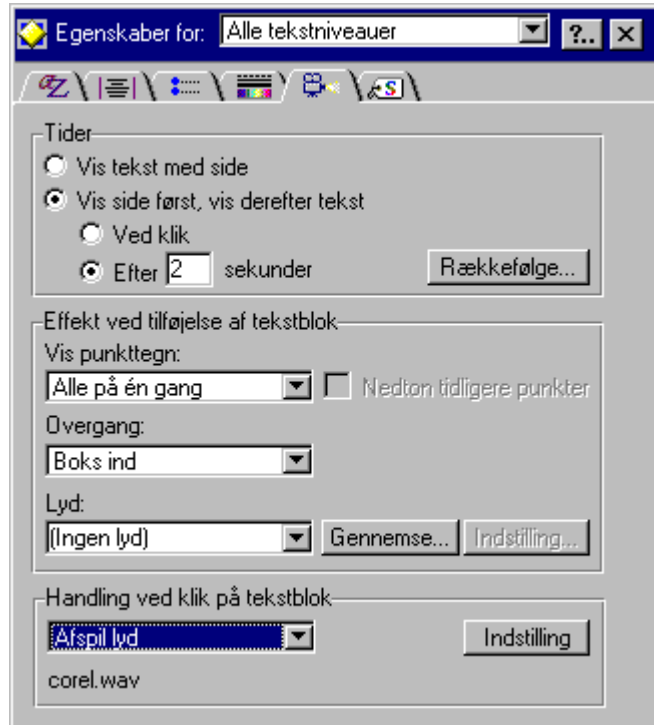 Egenskaber for: Alle tekstniveauer ?..
Tider
Vis tekst med side
Vis side først, vis derefter tekst
Ved klik
Efter 2 sekunder Rækkefølge...
Effekt ved tilføjelse af tekstblok
Vis punkttegn:
Alle på én gang Nedton tidligere punkter
Overgang:
Boks ind
Lyd:
(Ingen lyd) Gennemse... Indstilling...
Handling ved klik på tekstblok
Afspil lyd Indstilling
corel.wav